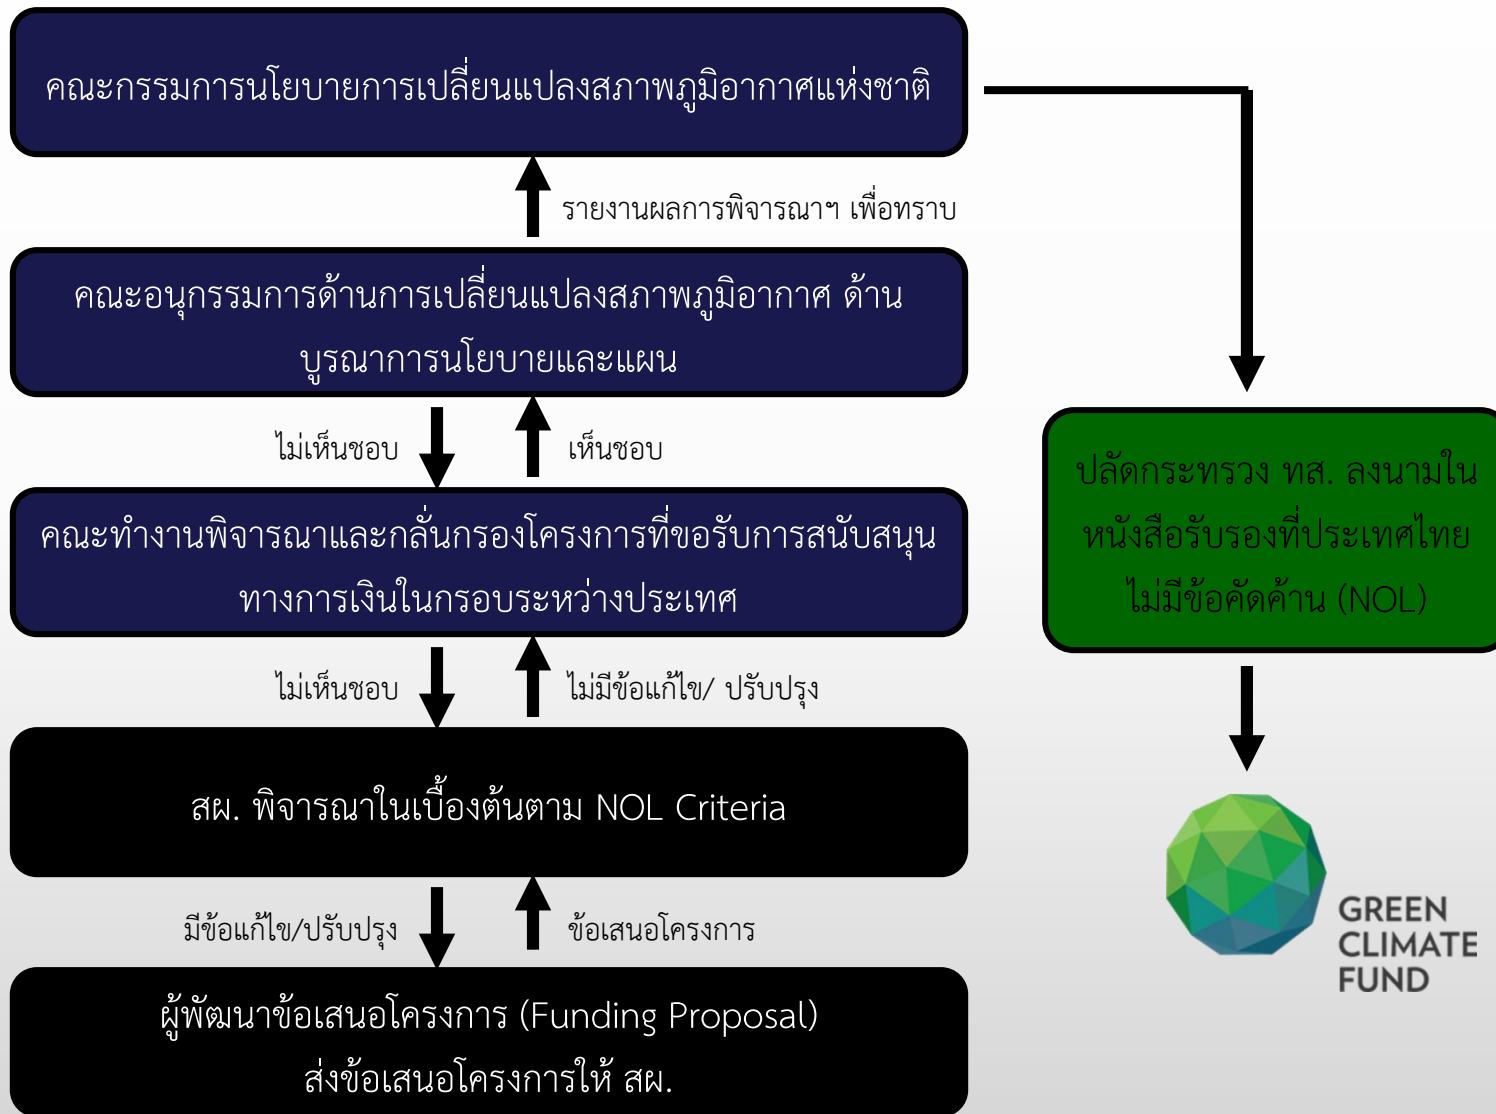 คณะกรรมการนโยบายการเปลี่ยนแปลงสภาพภูมิอากาศแห่งชาติ
รายงานผลการพิจารณาฯ เพื่อทราบ
คณะอนุกรรมการด้านการเปลี่ยนแปลงสภาพภูมิอากาศ ด้าน
บูรณาการนโยบายและแผน
ไม่เห็นชอบ
เห็นชอบ
คณะทำงานพิจารณาและกลั่นกรองโครงการที่ขอรับการสนับสนุน
ทางการเงินในกรอบระหว่างประเทศ
ไม่เห็นชอบ
ไม่มีข้อแก้ไข/ ปรับปรุง
สผ. พิจารณาในเบื้องต้นตาม NOL Criteria
มีข้อแก้ไข/ปรับปรุง
ข้อเสนอโครงการ
ผู้พัฒนาข้อเสนอโครงการ (Funding Proposal)
ส่งข้อเสนอโครงการให้ สผ.
ปลัดกระทรวง ทส. ลงนามใน
หนังสือรับรองที่ประเทศไทย
ไม่มีข้อคัดค้าน (NOL)
GREEN
CLIMATE
FUND